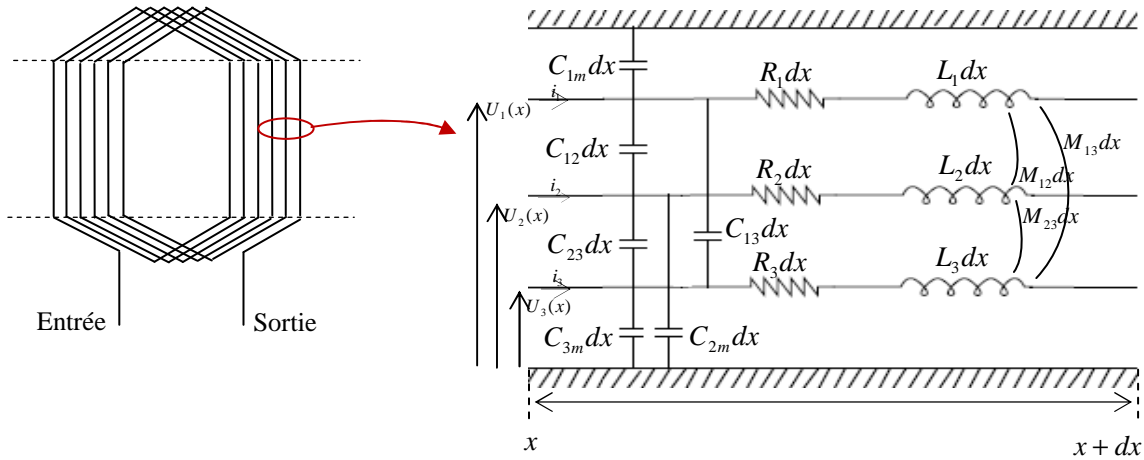 Entrée
Sortie
C_{1m}dx
R_1dx
L_1dx
i_1
U_1(x)
C_{12}dx
M_{13}dx
R_2dx
L_2dx
M_{12}dx
i_2
U_2(x)
M_{23}dx
C_{23}dx
C_{13}dx
R_3dx
L_3dx
i_3
U_3(x)
C_{3m}dx
C_{2m}dx
x
x + dx